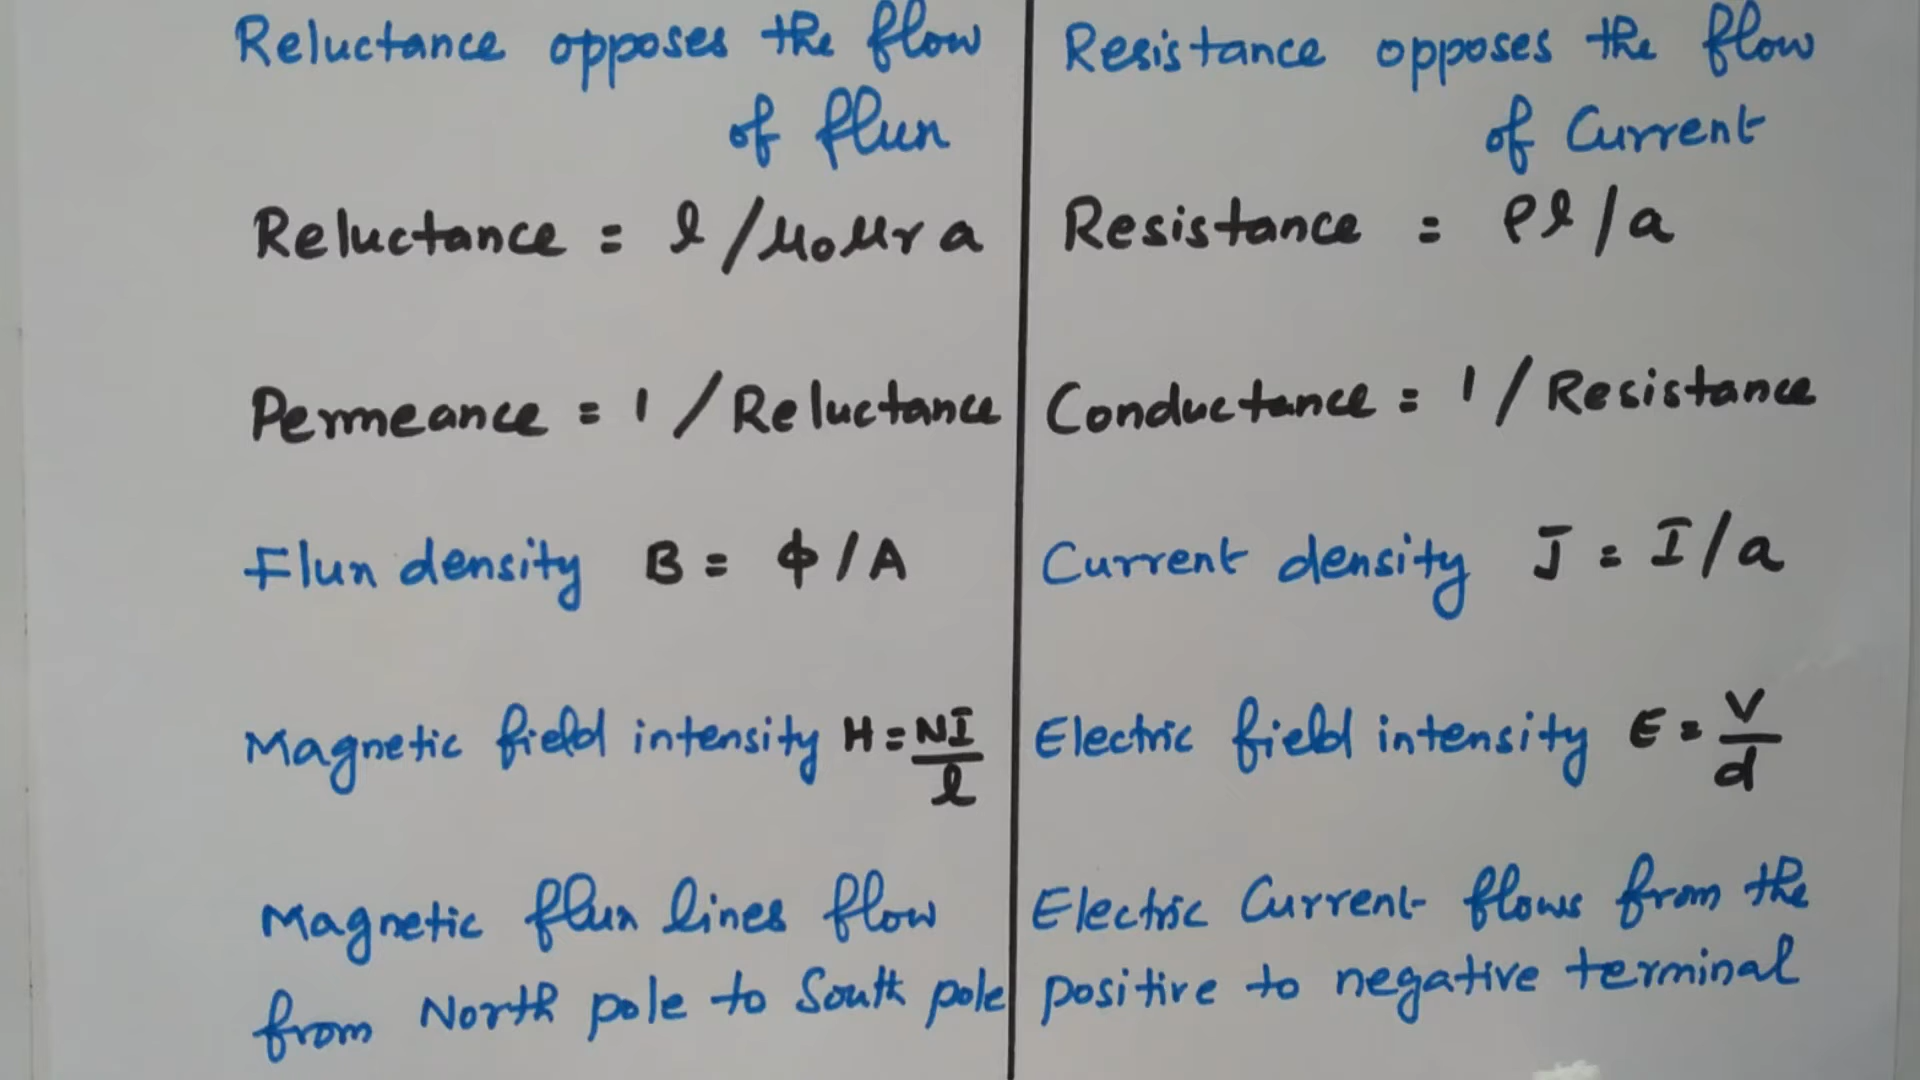 Reluctance opposes the flow
of flux
Reluctance = l / μ₀μr a
Permeance = 1 / Reluctance
Flux density B = ϕ / A
Magnetic field intensity H = NI / l
Magnetic flux lines flow
from North pole to South pole
Resistance opposes the flow
of Current
Resistance = ρl / a
Conductance = 1 / Resistance
Current density J = I / a
Electric field intensity E = V / d
Electric Current flows from the
positive to negative terminal